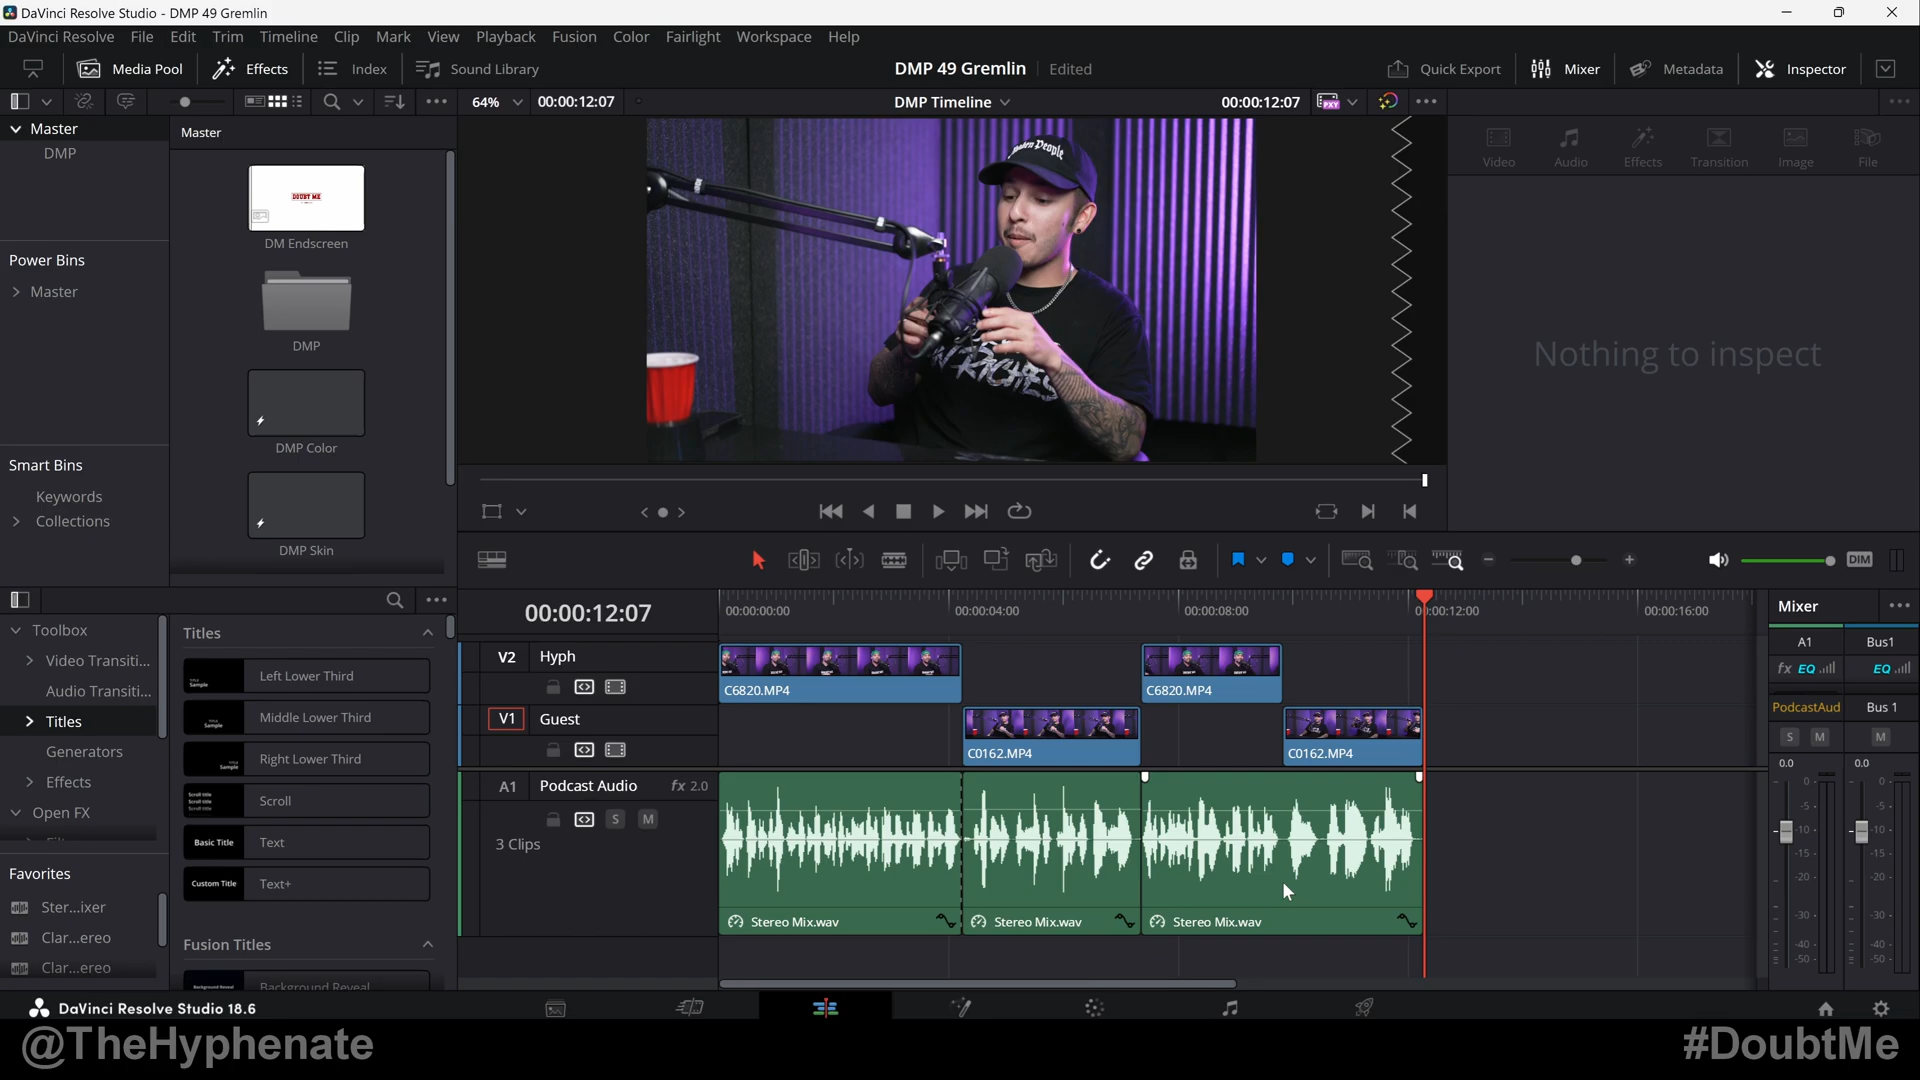 DaVinci Resolve Studio - DMP 49 Gremlin
DaVinci Resolve File Edit Trim Timeline Clip Mark View Playback Fusion Color Fairlight Workspace Help
Media Pool Effects Index Sound Library DMP 49 Gremlin Edited Quick Export Mixer Metadata Inspector
64% 00:00:12:07 DMP Timeline 00:00:12:07 PXY
Master
DMP
Power Bins
Master
Smart Bins
Keywords
Collections
Master
DOUBT ME
DM Endscreen
DMP
DMP Color
DMP Skin
Video Audio Effects Transition Image File
Nothing to inspect
DIM
Toolbox
Video Transiti...
Audio Transiti...
Titles
Generators
Effects
Open FX
Favorites
Ster...ixer
Clar...ereo
Clar...ereo
Titles
Left Lower Third
Middle Lower Third
Right Lower Third
Scroll
Basic Title Text
Custom Title Text+
Fusion Titles
Background Reveal
00:00:12:07
00:00:00:00 00:00:04:00 00:00:08:00 00:00:12:00 00:00:16:00
V2 Hyph
C6820.MP4 C6820.MP4
V1 Guest
C0162.MP4 C0162.MP4
A1 Podcast Audio fx 2.0
S M
3 Clips
Stereo Mix.wav Stereo Mix.wav Stereo Mix.wav
Mixer
A1 Bus1
fx EQ EQ
PodcastAud Bus 1
S M M
0.0 0.0
0- 0-
-5- -5-
-10- -10-
-15- -15-
-20- -20-
-30- -30-
-40- -40-
-50- -50-
DaVinci Resolve Studio 18.6
@TheHyphenate #DoubtMe